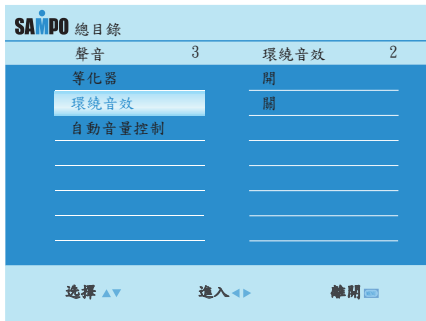 SAMPO 總目錄
聲音 3 環繞音效 2
等化器 開
環繞音效 關
自動音量控制
选擇 ▲▼ 進入 ◀▶ 離開